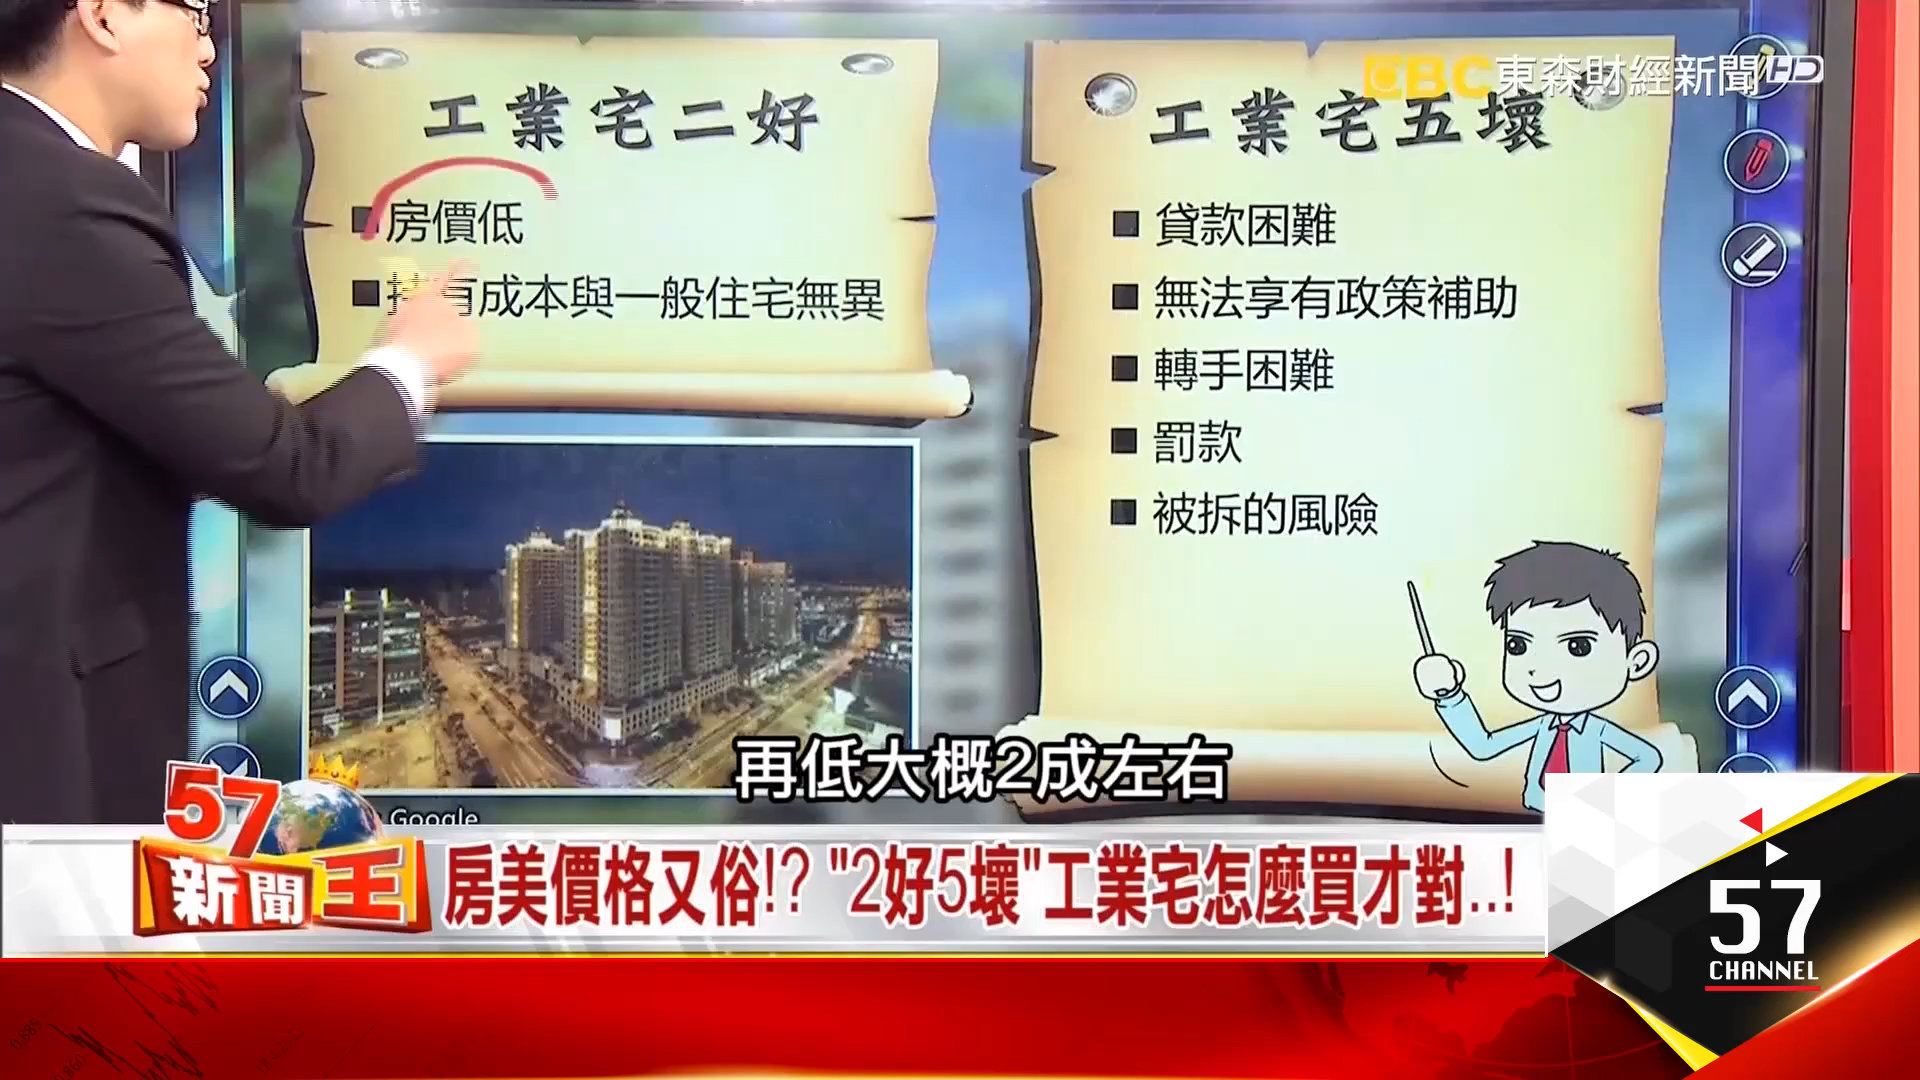 EBC 東森財經新聞 HD
工業宅二好
房價低
擁有成本與一般住宅無異
工業宅五壞
貸款困難
無法享有政策補助
轉手困難
罰款
被拆的風險
再低大概2成左右
Google
57
新聞王
房美價格又俗!? "2好5壞"工業宅怎麼買才對..!
57
CHANNEL